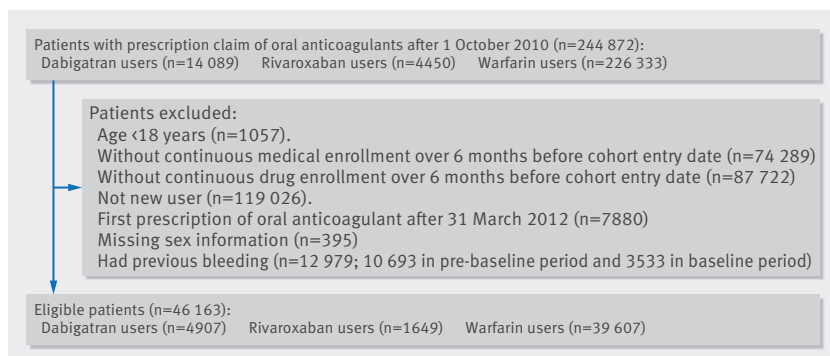 Patients with prescription claim of oral anticoagulants after 1 October 2010 (n=244 872):
Dabigatran users (n=14 089) Rivaroxaban users (n=4450) Warfarin users (n=226 333)
Patients excluded:
Age <18 years (n=1057).
Without continuous medical enrollment over 6 months before cohort entry date (n=74 289)
Without continuous drug enrollment over 6 months before cohort entry date (n=87 722)
Not new user (n=119 026).
First prescription of oral anticoagulant after 31 March 2012 (n=7880)
Missing sex information (n=395)
Had previous bleeding (n=12 979; 10 693 in pre-baseline period and 3533 in baseline period)
Eligible patients (n=46 163):
Dabigatran users (n=4907) Rivaroxaban users (n=1649) Warfarin users (n=39 607)